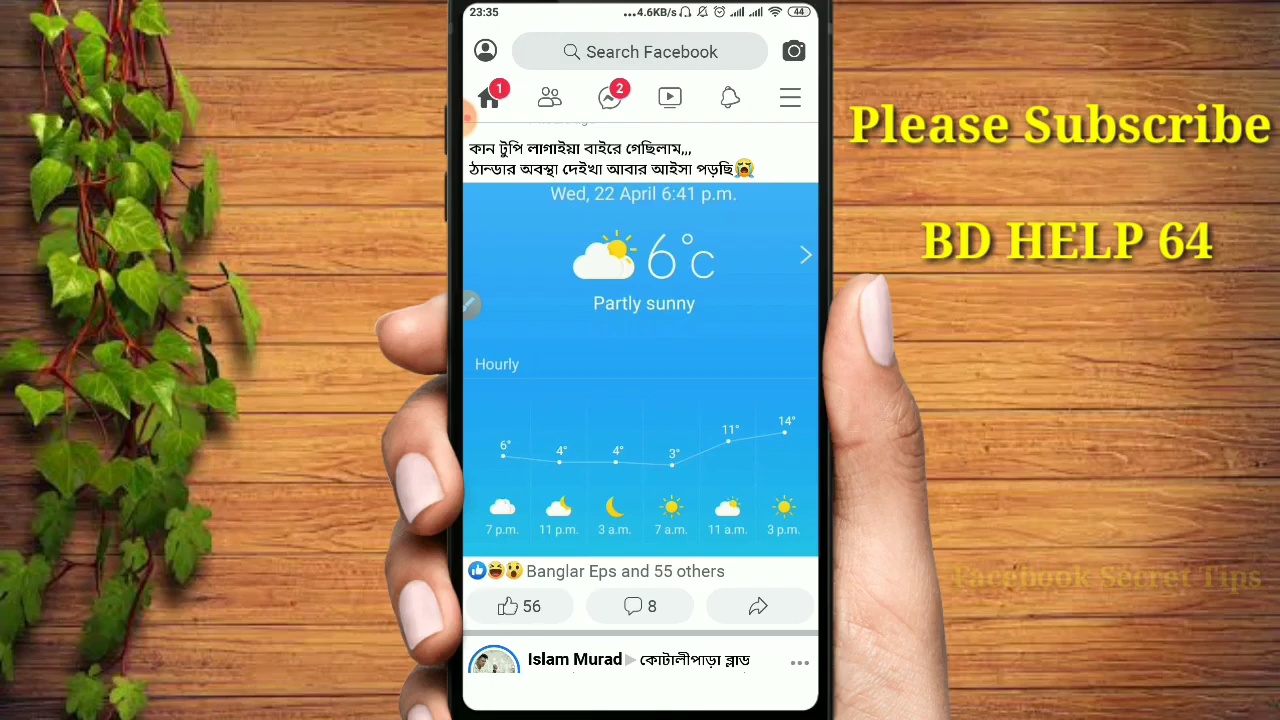 23:35
...4.6KB/s
44
Search Facebook
1
2
Please Subscribe
BD HELP 64
কান টুপি লাগাইয়া বাইরে গেছিলাম,,,
ঠান্ডার অবস্থা দেইখা আবার আইসা পড়ছি😭
Wed, 22 April 6:41 p.m.
6°c
Partly sunny
Hourly
6° 4° 4° 3° 11° 14°
7 p.m. 11 p.m. 3 a.m. 7 a.m. 11 a.m. 3 p.m.
Banglar Eps and 55 others
Facebook Secret Tips
56 8
Islam Murad ▶ কোটালীপাড়া ব্লাড